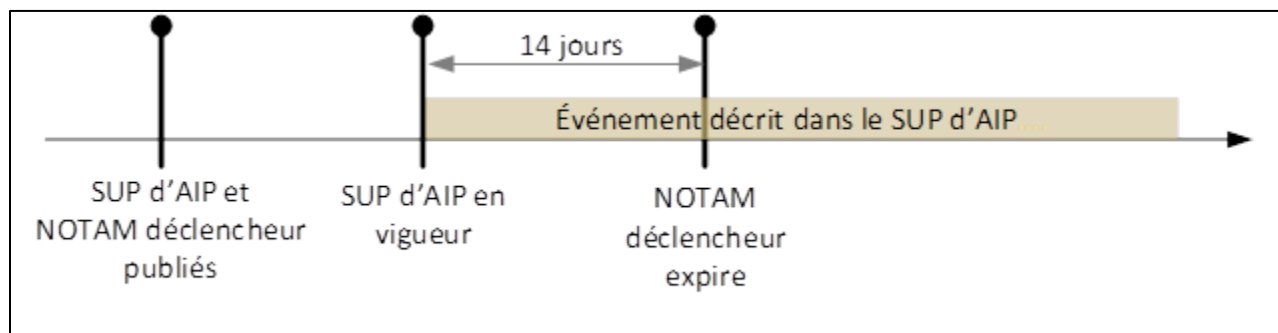 14 jours
Événement décrit dans le SUP d’AIP
SUP d’AIP et
NOTAM déclencheur
publiés
SUP d’AIP en
vigueur
NOTAM
déclencheur
expire